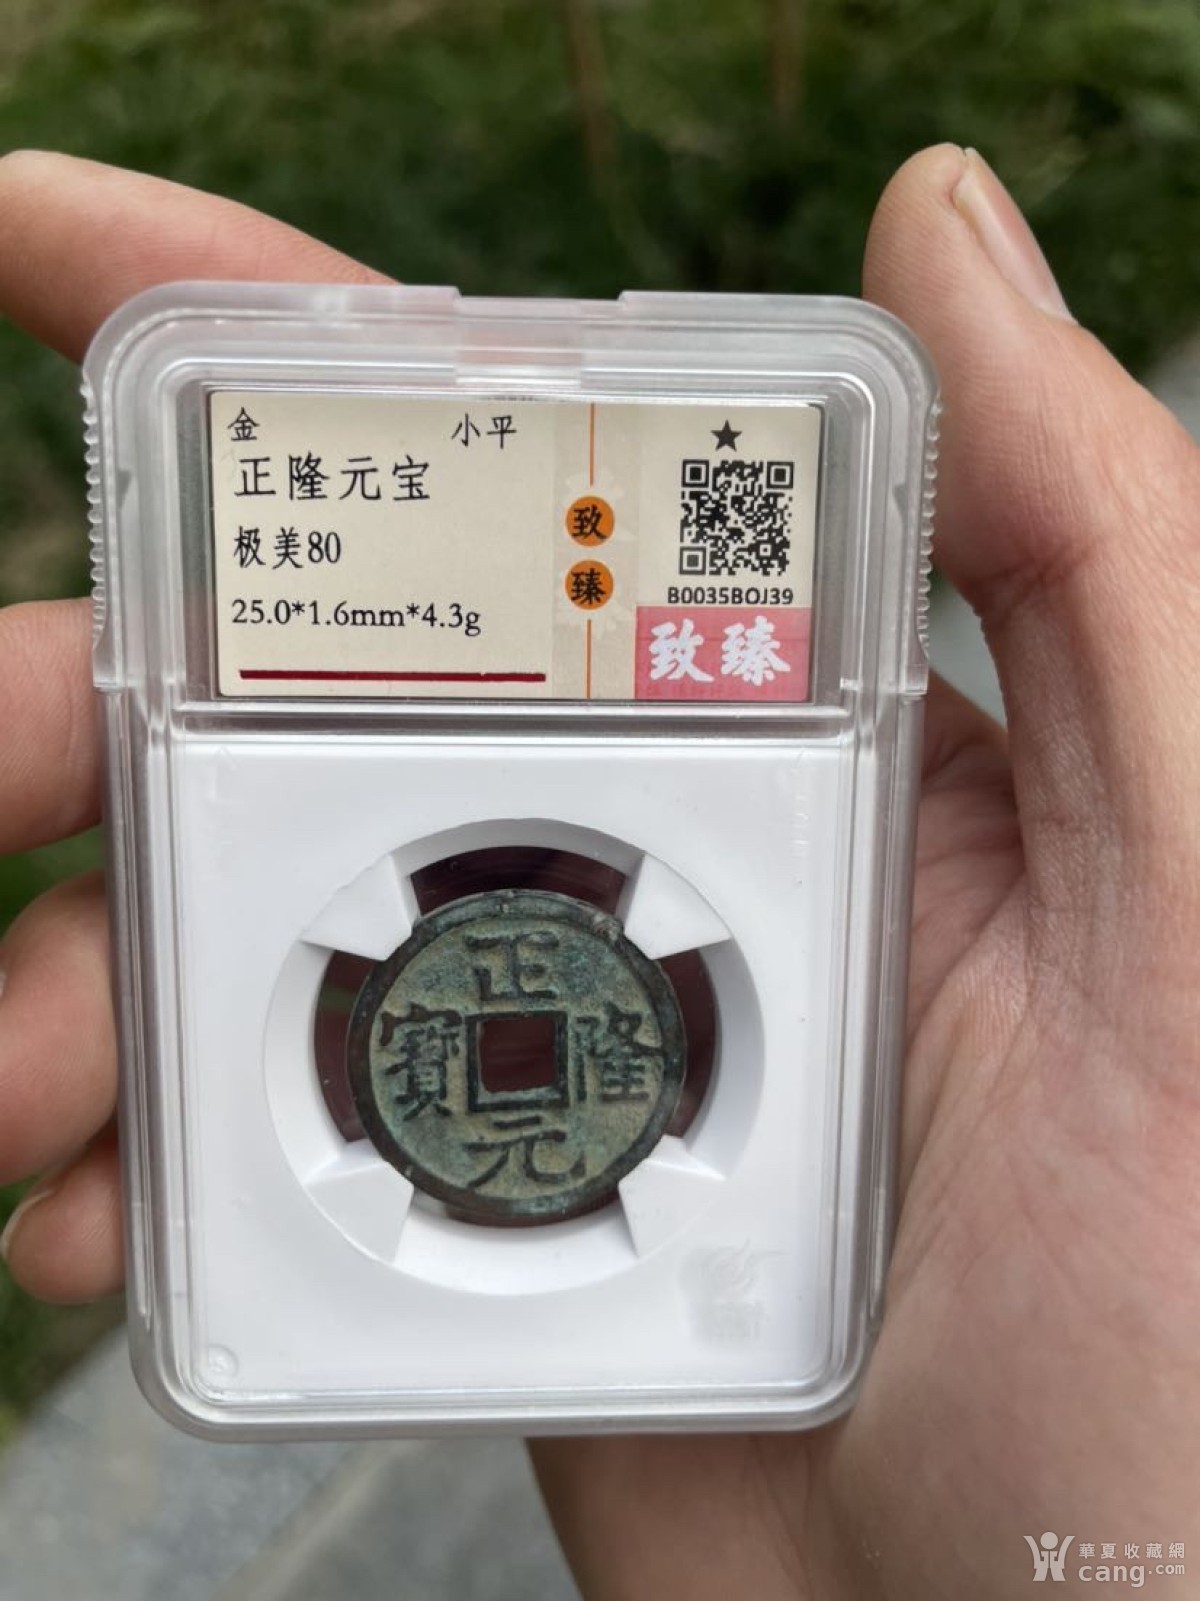 金 小平
正隆元宝
极美80
25.0*1.6mm*4.3g
致
臻
★
B0035BOJ39
致臻
正隆元寶
華夏收藏網
cang.com